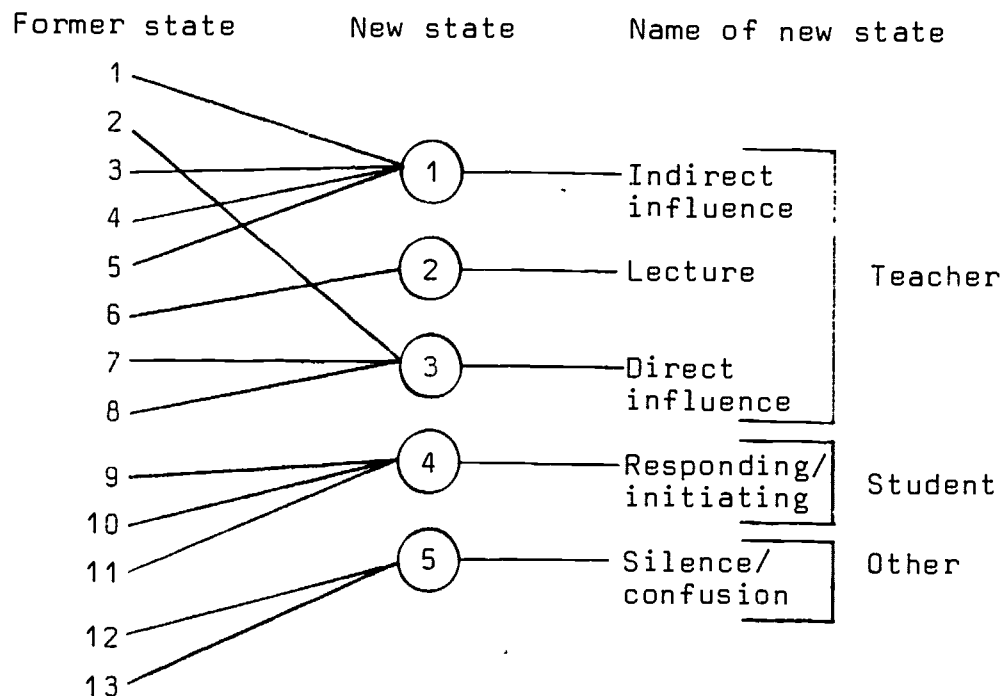 Former state New state Name of new state
1
2
3
4
5
6
7
8
9
10
11
12
13
1
2
3
4
5
Indirect
influence
Lecture
Direct
influence
Responding/
initiating
Silence/
confusion
Teacher
Student
Other